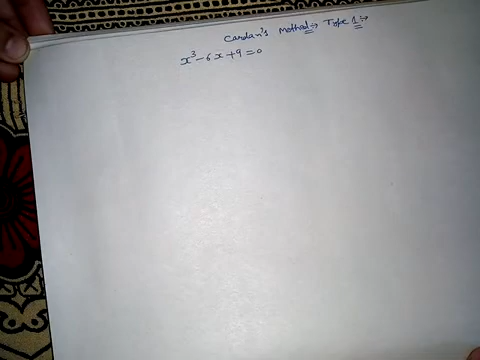 Cardan's Method :- Type 1 :-
x³ - 6x + 9 = 0